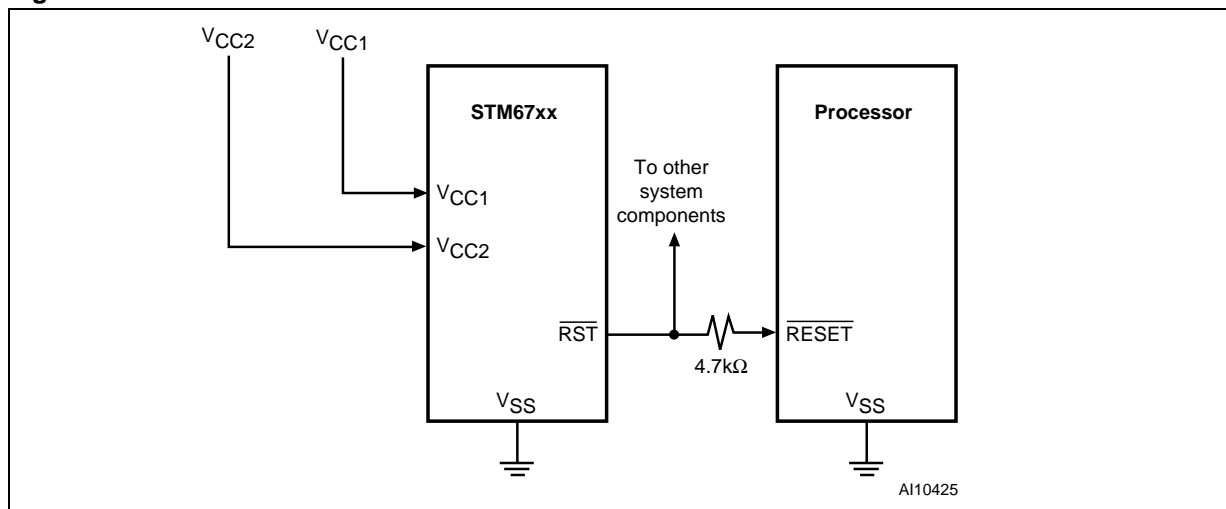 VCC2
VCC1
STM67xx
Processor
To other
system
components
VCC1
VCC2
RST
RESET
4.7kΩ
VSS
VSS
AI10425